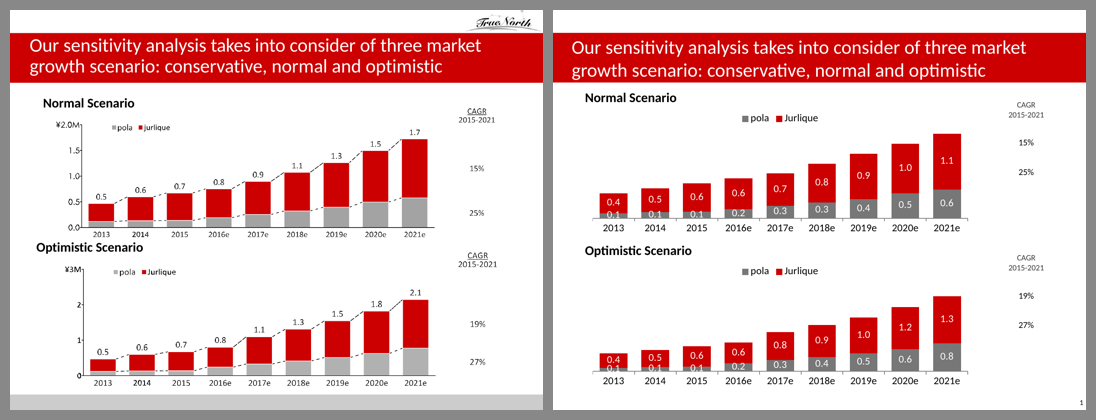 True North
Our sensitivity analysis takes into consider of three market
growth scenario: conservative, normal and optimistic
Normal Scenario
CAGR
2015-2021
¥2.0M
pola Jurlique
1.5
1.0
0.5
0.0
0.5 0.6 0.7 0.8 0.9 1.1 1.3 1.5 1.7
15%
25%
2013 2014 2015 2016e 2017e 2018e 2019e 2020e 2021e
Optimistic Scenario
CAGR
2015-2021
¥3M
pola Jurlique
2
1
0
0.5 0.6 0.7 0.8 1.1 1.3 1.5 1.8 2.1
19%
27%
2013 2014 2015 2016e 2017e 2018e 2019e 2020e 2021e
Our sensitivity analysis takes into consider of three market
growth scenario: conservative, normal and optimistic
Normal Scenario
CAGR
2015-2021
pola Jurlique
15%
25%
0.4 0.5 0.6 0.6 0.7 0.8 0.9 1.0 1.1
0.1 0.1 0.1 0.2 0.3 0.3 0.4 0.5 0.6
2013 2014 2015 2016e 2017e 2018e 2019e 2020e 2021e
Optimistic Scenario
CAGR
2015-2021
pola Jurlique
19%
27%
0.4 0.5 0.6 0.6 0.8 0.9 1.0 1.2 1.3
0.1 0.1 0.1 0.2 0.3 0.4 0.5 0.6 0.8
2013 2014 2015 2016e 2017e 2018e 2019e 2020e 2021e
1